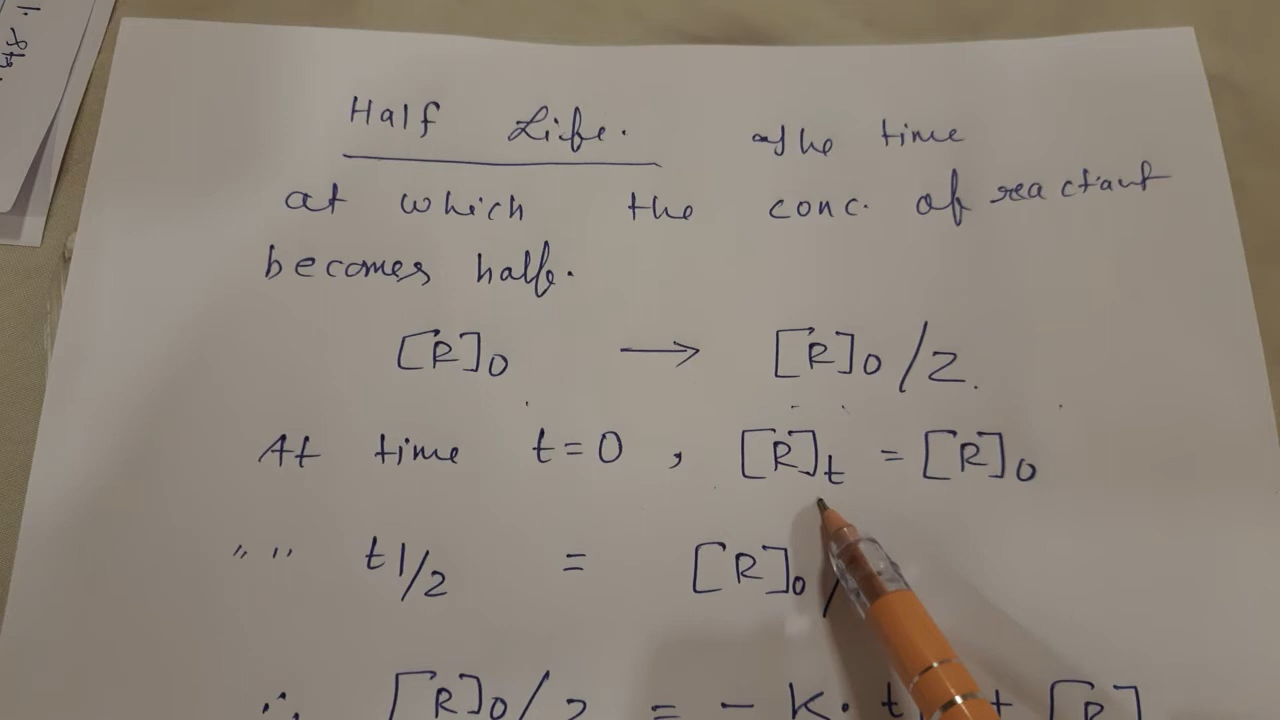 Half Life. The time
at which the conc. of reactant
becomes half.
[R]0 → [R]0/2.
At time t=0, [R]t = [R]0
" " t1/2 = [R]0/
∴ [R]0/2 = - K. t + [R]